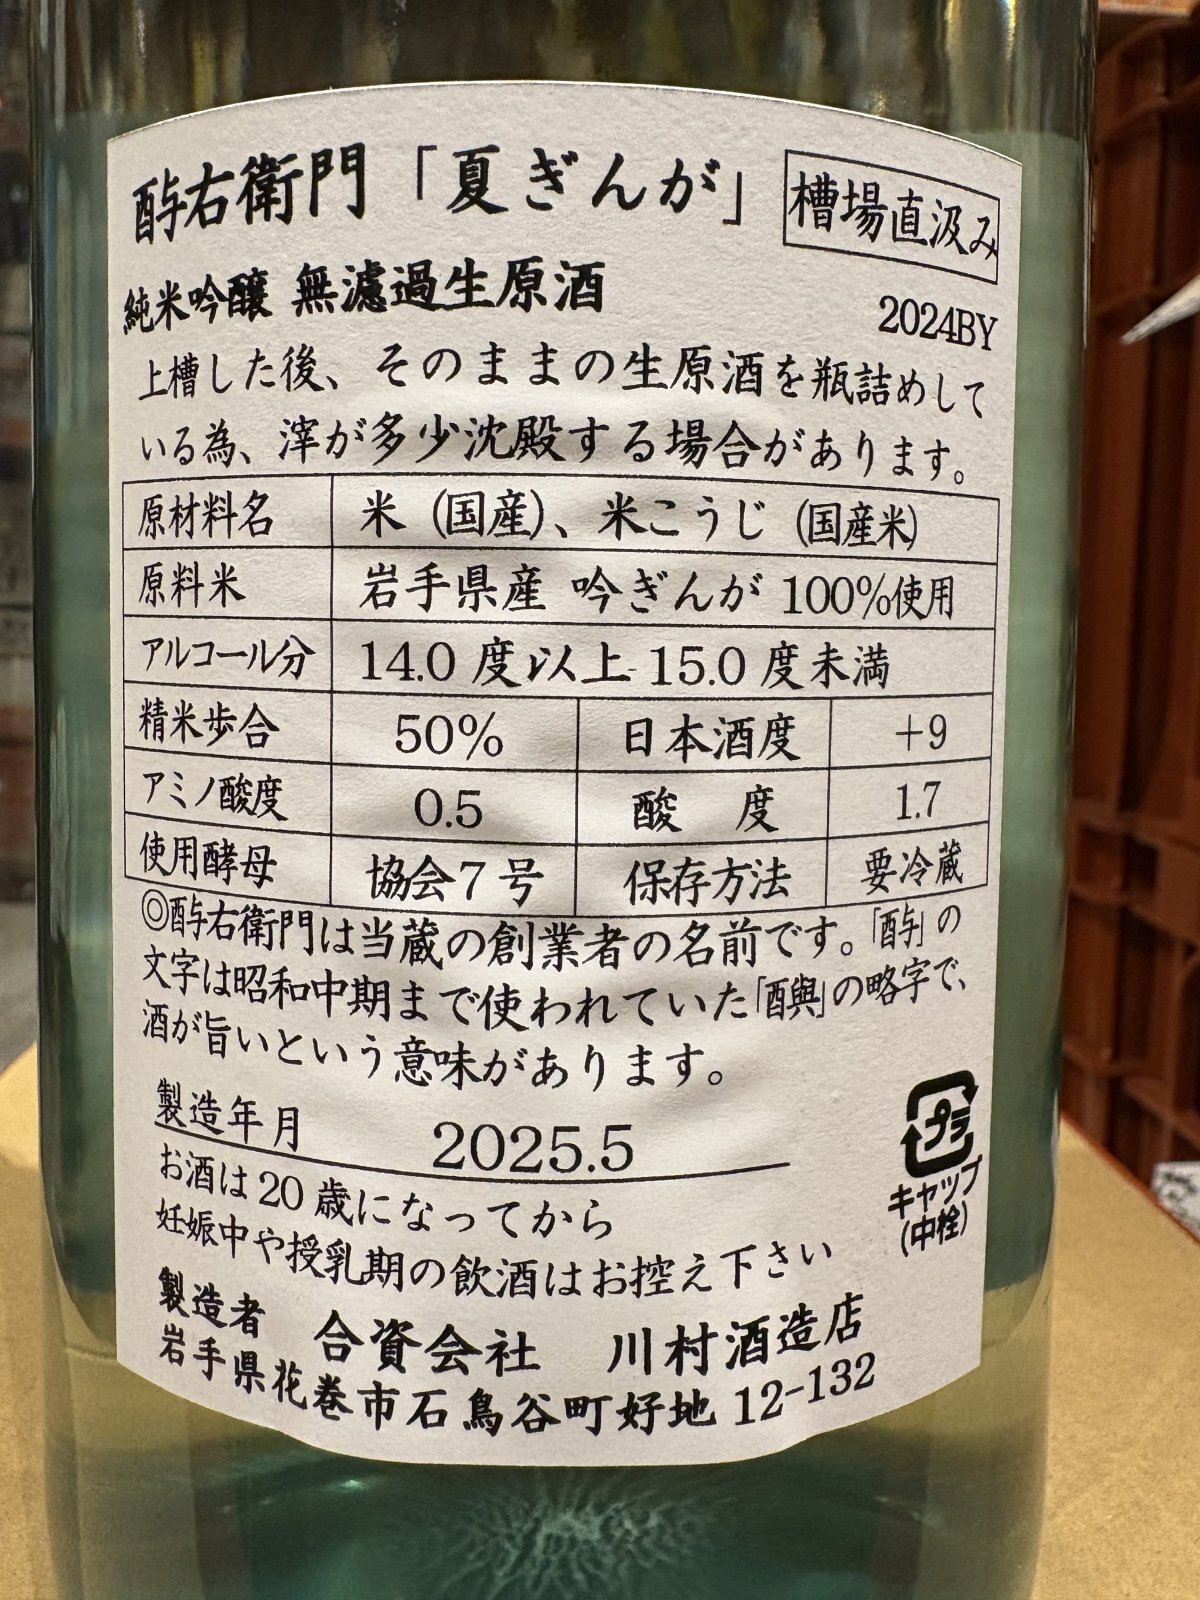 酉与右衛門「夏ぎんが」 槽場直汲み
純米吟醸 無濾過生原酒
2024BY
上槽した後、そのままの生原酒を瓶詰めして
いる為、滓が多少沈殿する場合があります。
原材料名 米（国産）、米こうじ（国産米）
原料米 岩手県産 吟ぎんが 100%使用
アルコール分 14.0 度以上 15.0 度未満
精米歩合 50% 日本酒度 +9
アミノ酸度 0.5 酸 度 1.7
使用酵母 協会7号 保存方法 要冷蔵
◎酉与右衛門は当蔵の創業者の名前です。「酉与」の
文字は昭和中期まで使われていた「酉與」の略字で、
酒が旨いという意味があります。
製造年月 2025.5
お酒は20歳になってから
妊娠中や授乳期の飲酒はお控え下さい
プラ
キャップ
(中栓)
製造者 合資会社 川村酒造店
岩手県花巻市石鳥谷町好地 12-132